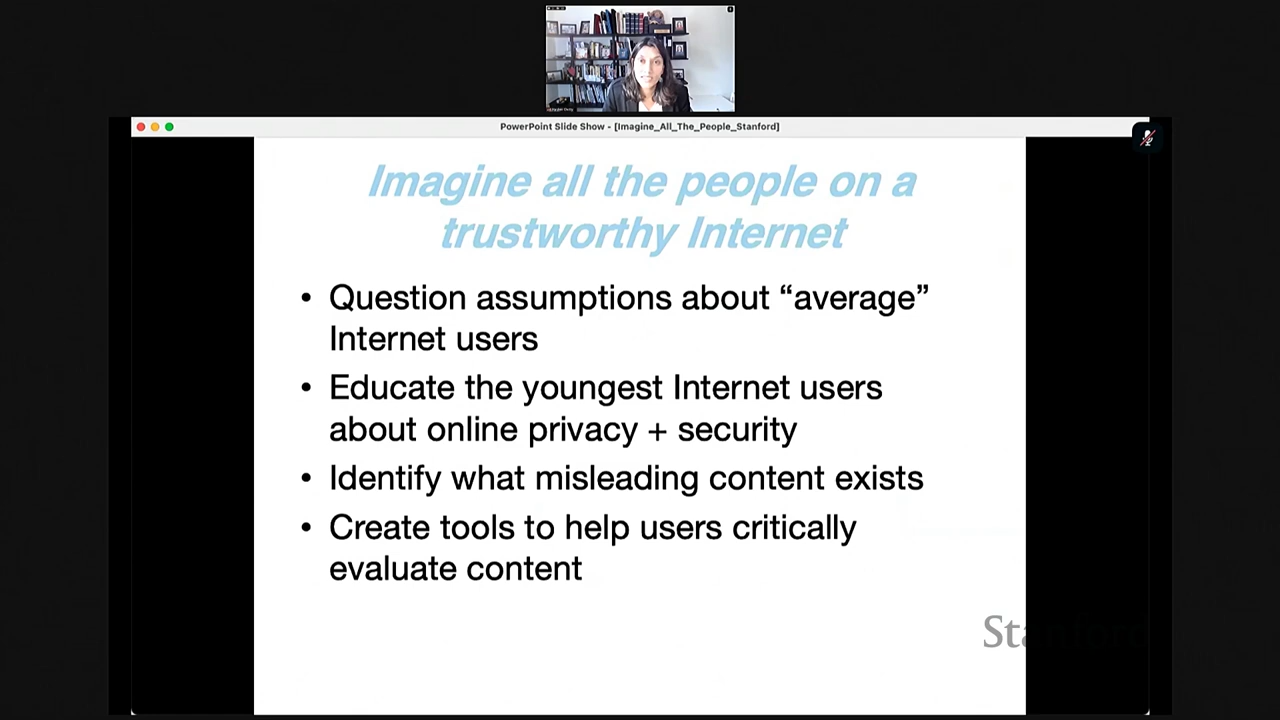 PowerPoint Slide Show - [Imagine_All_The_People_Stanford]
Imagine all the people on a
trustworthy Internet
• Question assumptions about “average”
Internet users
• Educate the youngest Internet users
about online privacy + security
• Identify what misleading content exists
• Create tools to help users critically
evaluate content
Stanford